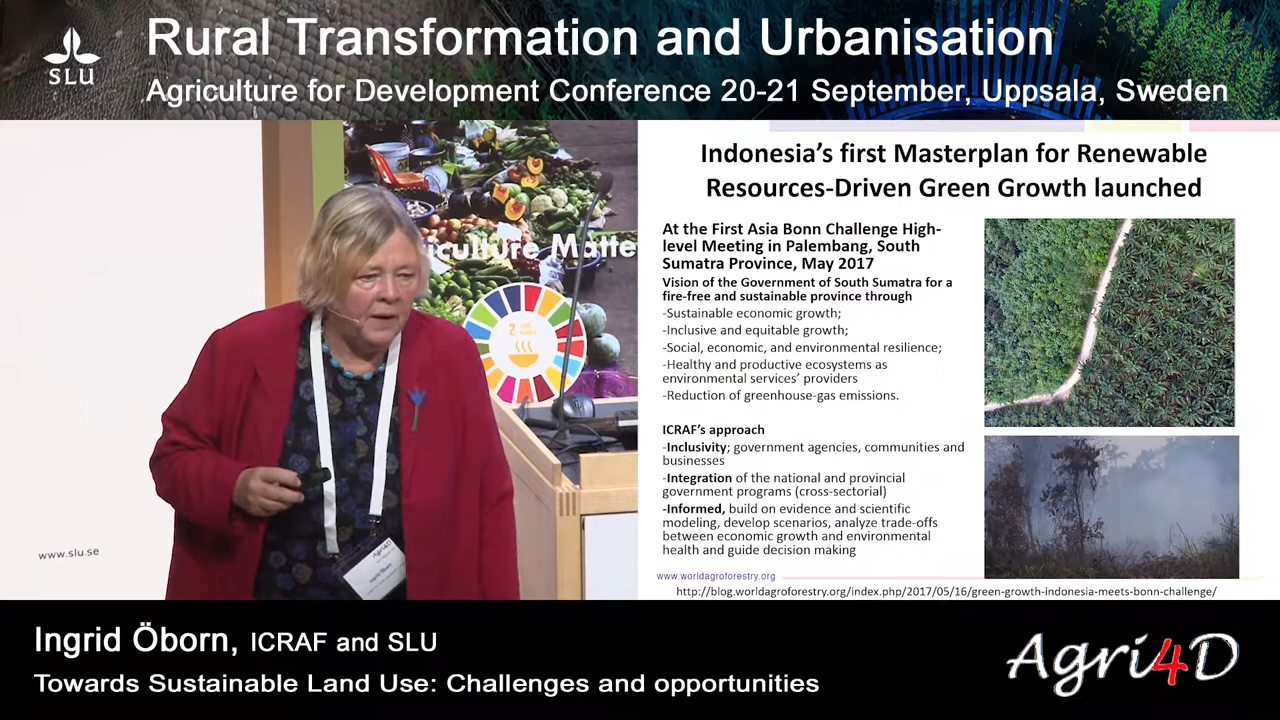 Rural Transformation and Urbanisation
SLU
Agriculture for Development Conference 20-21 September, Uppsala, Sweden
iculture Matte
2
www.slu.se
Agri4D
Ingrid Öborn
Indonesia's first Masterplan for Renewable
Resources-Driven Green Growth launched
At the First Asia Bonn Challenge High-
level Meeting in Palembang, South
Sumatra Province, May 2017
Vision of the Government of South Sumatra for a
fire-free and sustainable province through
-Sustainable economic growth;
-Inclusive and equitable growth;
-Social, economic, and environmental resilience;
-Healthy and productive ecosystems as
environmental services' providers
-Reduction of greenhouse-gas emissions.
ICRAF's approach
-Inclusivity; government agencies, communities and
businesses
-Integration of the national and provincial
government programs (cross-sectorial)
-Informed, build on evidence and scientific
modeling, develop scenarios, analyze trade-offs
between economic growth and environmental
health and guide decision making
www.worldagroforestry.org
http://blog.worldagroforestry.org/index.php/2017/05/16/green-growth-indonesia-meets-bonn-challenge/
Ingrid Öborn, ICRAF and SLU
Towards Sustainable Land Use: Challenges and opportunities
Agri4D